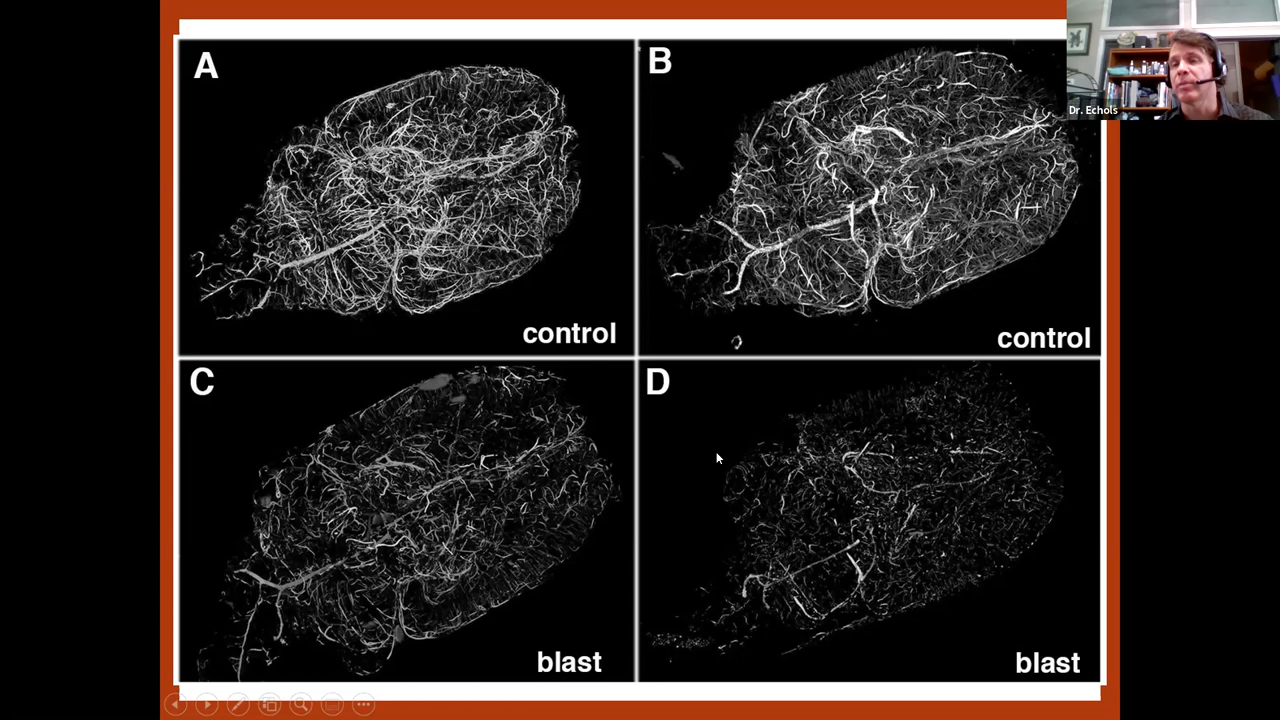 A
B
Dr. Echols
control
control
C
D
blast
blast